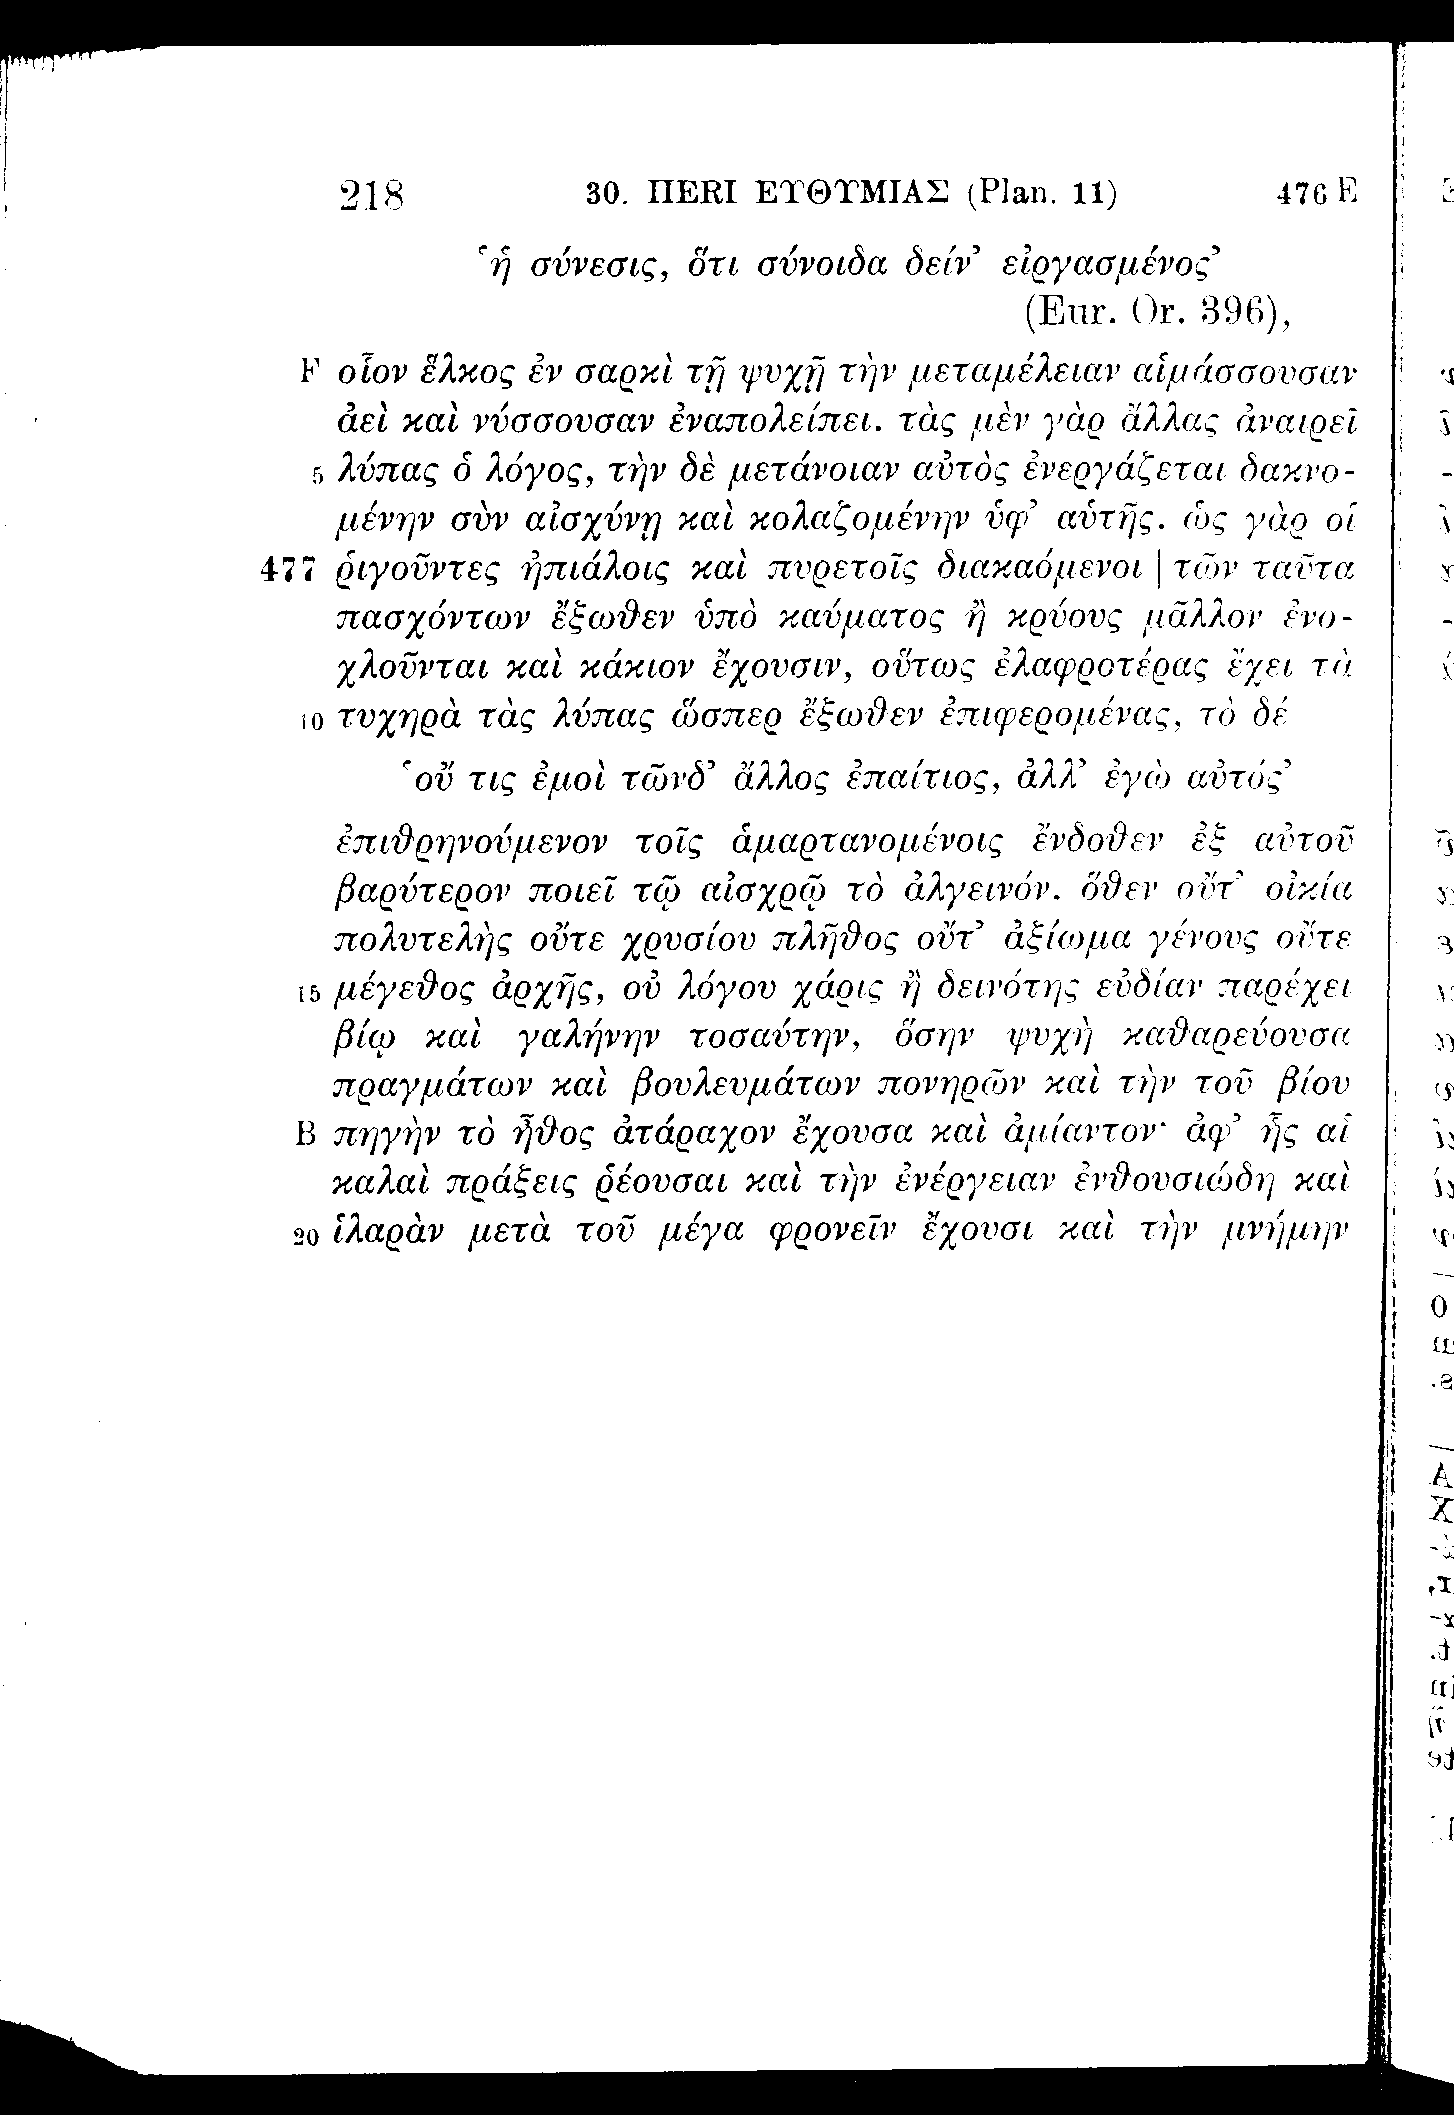 218 30. ΠΕRΙ ΕΥΘΥΜΙΑΣ (Plan. 11) 476 E
‘ἡ σύνεσις, ὅτι σύνοιδα δείν’ εἰργασμένος’
(Eur. Or. 396),
F οἷον ἕλκος ἐν σαρκὶ τῇ ψυχῇ τὴν μεταμέλειαν αἱμάσσουσαν
ἀεὶ καὶ νύσσουσαν ἐναπολείπει. τὰς μὲν γὰρ ἄλλας ἀναιρεῖ
5 λύπας ὁ λόγος, τὴν δὲ μετάνοιαν αὐτὸς ἐνεργάζεται δακνο-
μένην σὺν αἰσχύνῃ καὶ κολαζομένην ὑφ’ αὑτῆς. ὡς γὰρ οἱ
477 ῥιγοῦντες ἠπιάλοις καὶ πυρετοῖς διακαόμενοι | τῶν ταῦτα
πασχόντων ἔξωθεν ὑπὸ καύματος ἢ κρύους μᾶλλον ἐνο-
χλοῦνται καὶ κάκιον ἔχουσιν, οὕτως ἐλαφροτέρας ἔχει τὰ
10 τυχηρὰ τὰς λύπας ὥσπερ ἔξωθεν ἐπιφερομένας, τὸ δέ
‘οὔ τις ἐμοὶ τῶνδ’ ἄλλος ἐπαίτιος, ἀλλ’ ἐγὼ αὐτός’
ἐπιθρηνούμενον τοῖς ἁμαρτανομένοις ἔνδοθεν ἐξ αὐτοῦ
βαρύτερον ποιεῖ τῷ αἰσχρῷ τὸ ἀλγεινόν. ὅθεν οὔτ’ οἰκία
πολυτελὴς οὔτε χρυσίου πλῆθος οὔτ’ ἀξίωμα γένους οὔτε
15 μέγεθος ἀρχῆς, οὐ λόγου χάρις ἢ δεινότης εὐδίαν παρέχει
βίῳ καὶ γαλήνην τοσαύτην, ὅσην ψυχὴ καθαρεύουσα
πραγμάτων καὶ βουλευμάτων πονηρῶν καὶ τὴν τοῦ βίου
B πηγὴν τὸ ἦθος ἀτάραχον ἔχουσα καὶ ἀμίαντον· ἀφ’ ἧς αἱ
καλαὶ πράξεις ῥέουσαι καὶ τὴν ἐνέργειαν ἐνθουσιώδη καὶ
20 ἱλαρὰν μετὰ τοῦ μέγα φρονεῖν ἔχουσι καὶ τὴν μνήμην